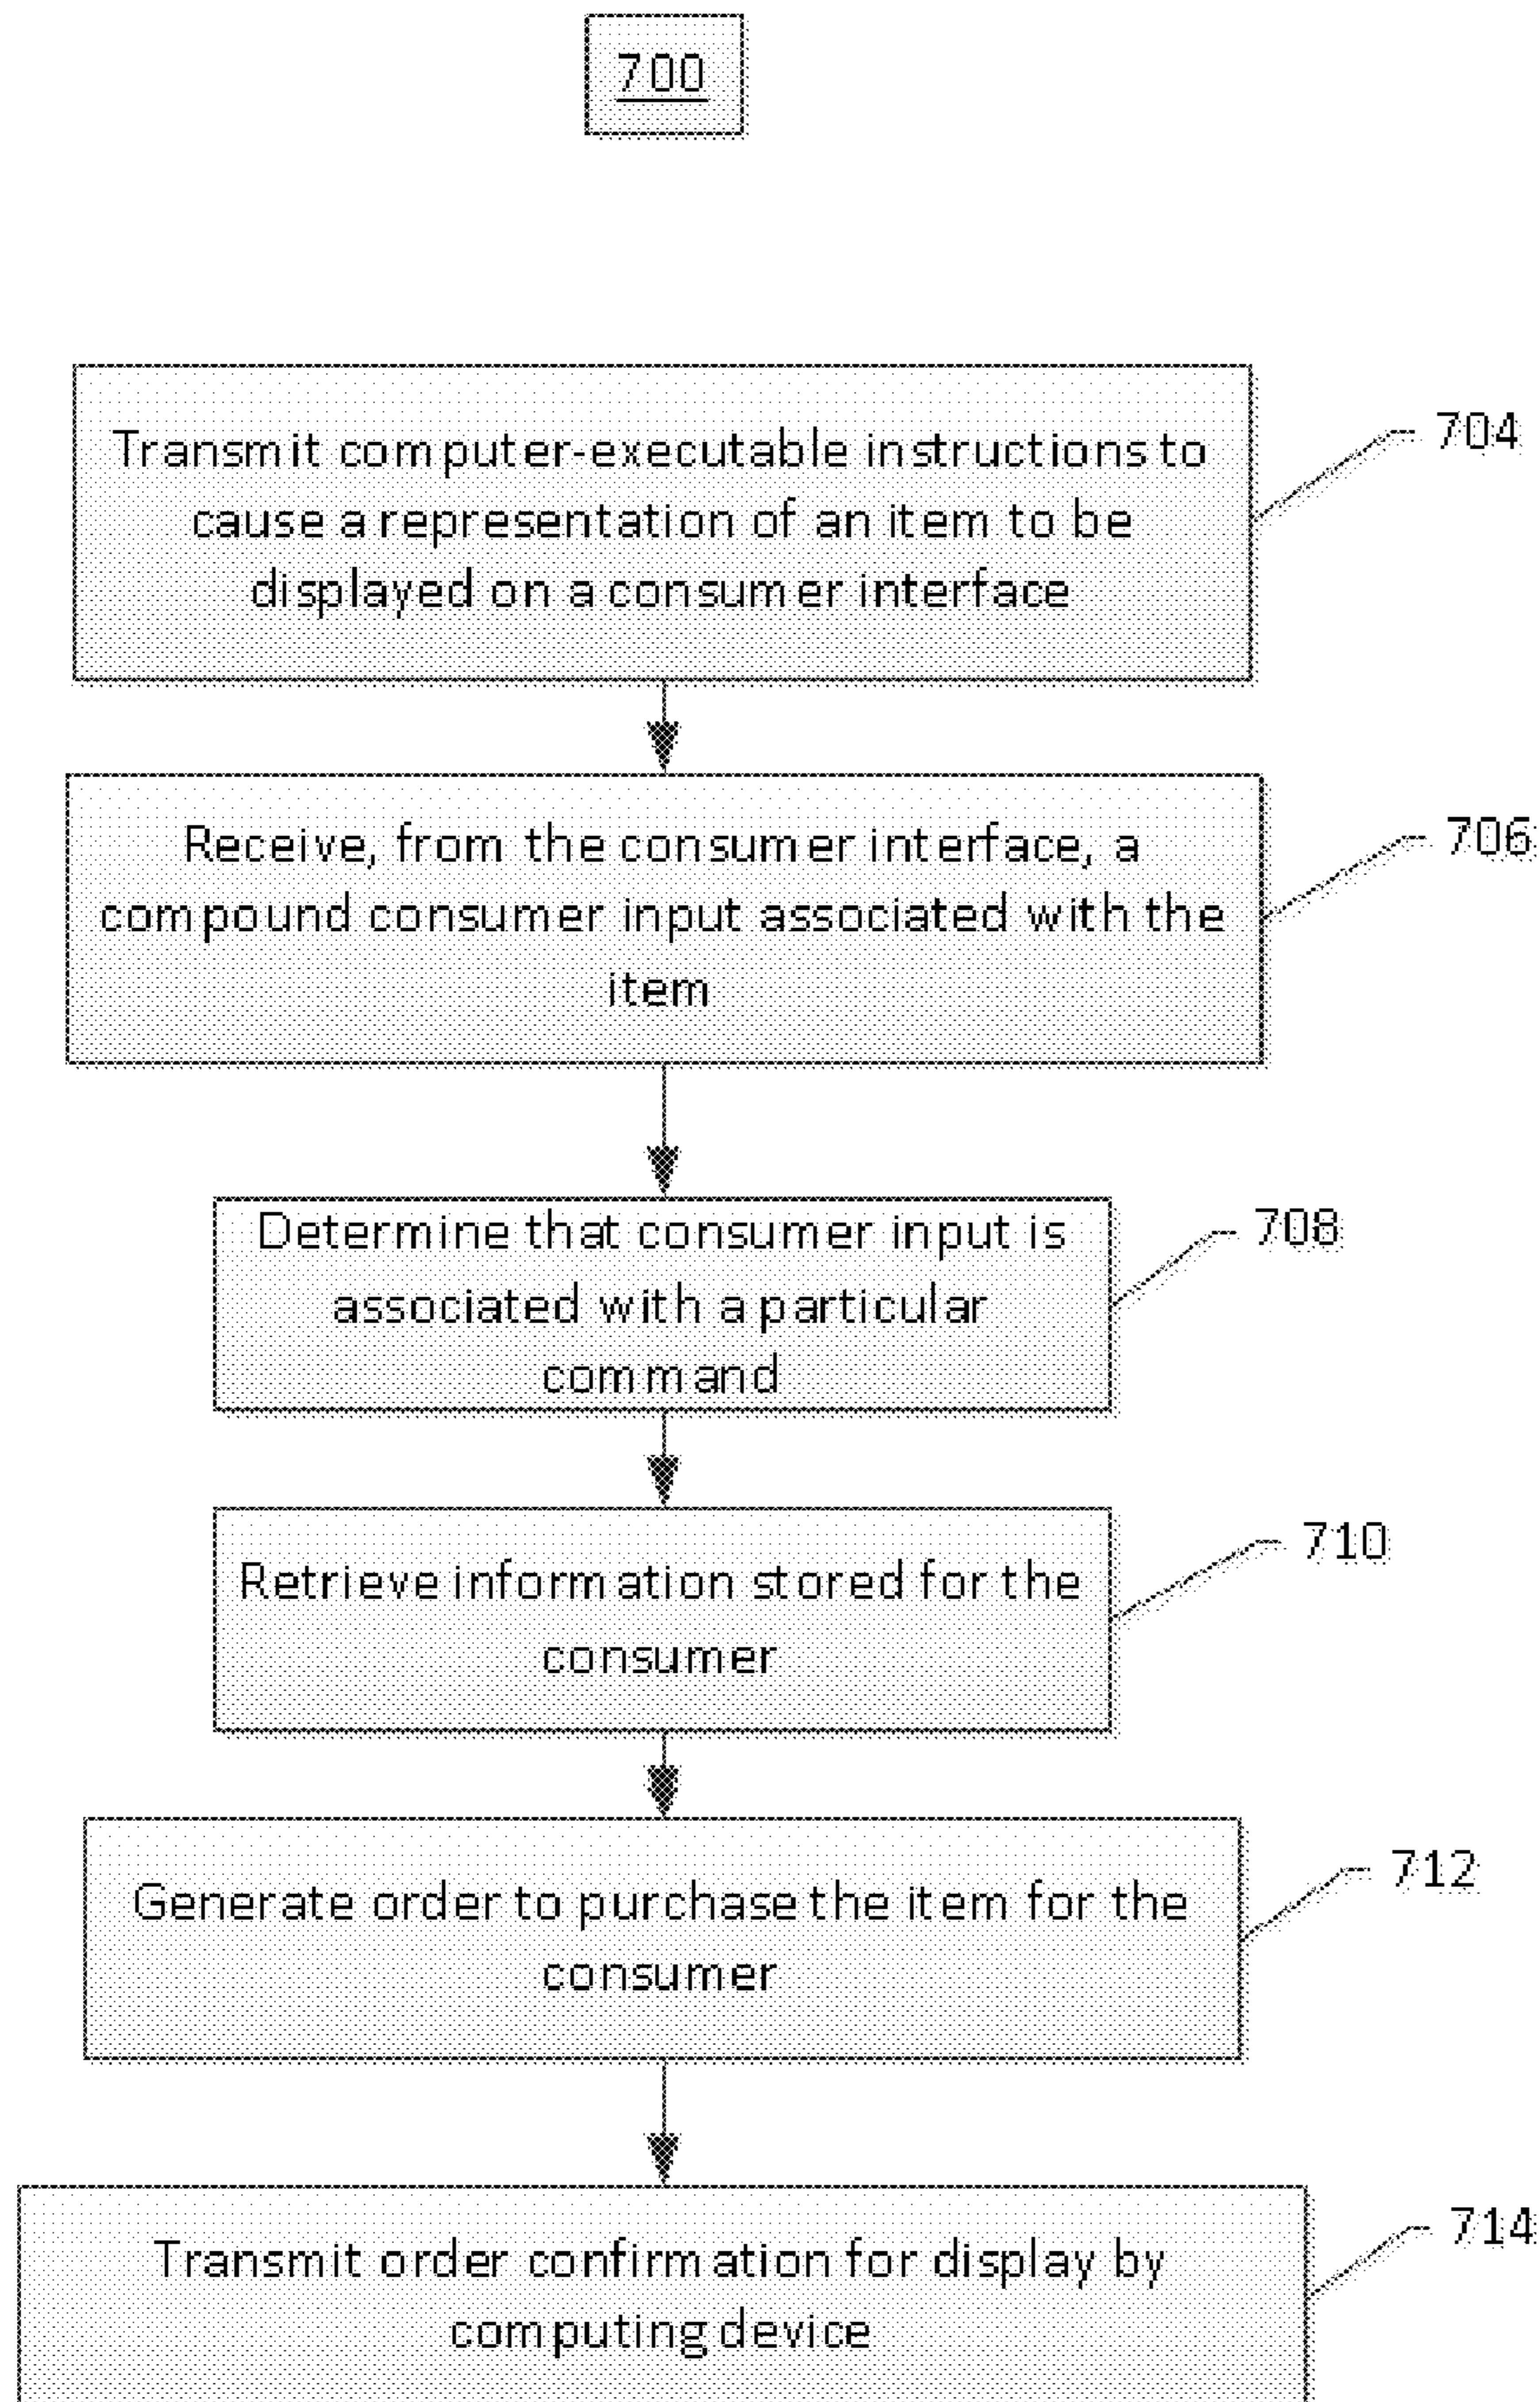 700
Transmit computer-executable instructions to
cause a representation of an item to be
displayed on a consumer interface
704
Receive, from the consumer interface, a
compound consumer input associated with the
item
706
Determine that consumer input is
associated with a particular
command
708
Retrieve information stored for the
consumer
710
Generate order to purchase the item for the
consumer
712
Transmit order confirmation for display by
computing device
714